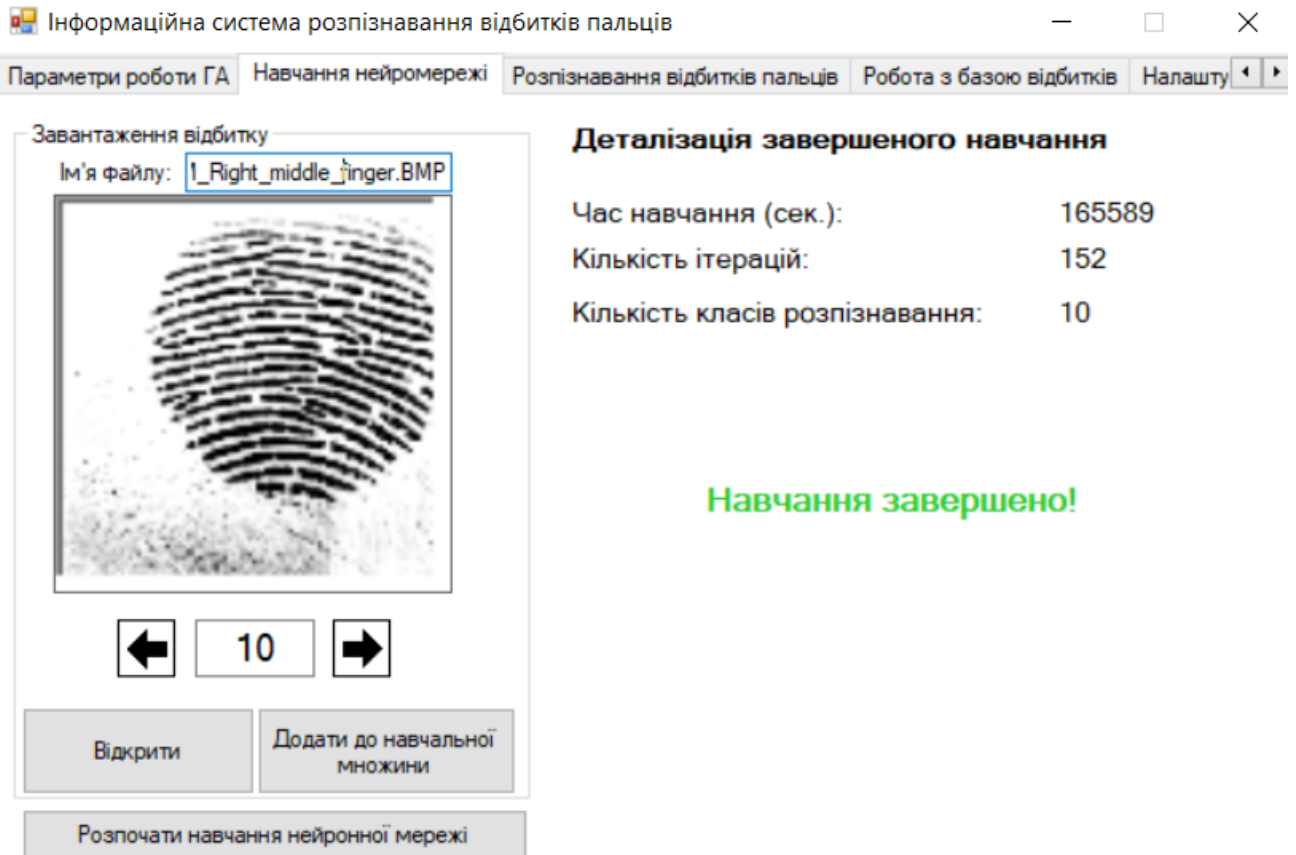 Інформаційна система розпізнавання відбитків пальців
Параметри роботи ГА
Навчання нейромережі
Розпізнавання відбитків пальців
Робота з базою відбитків
Налашту
Завантаження відбитку
Ім'я файлу: 1_Right_middle_finger.BMP
10
Відкрити
Додати до навчальної
множини
Розпочати навчання нейронної мережі
Деталізація завершеного навчання
Час навчання (сек.): 165589
Кількість ітерацій: 152
Кількість класів розпізнавання: 10
Навчання завершено!